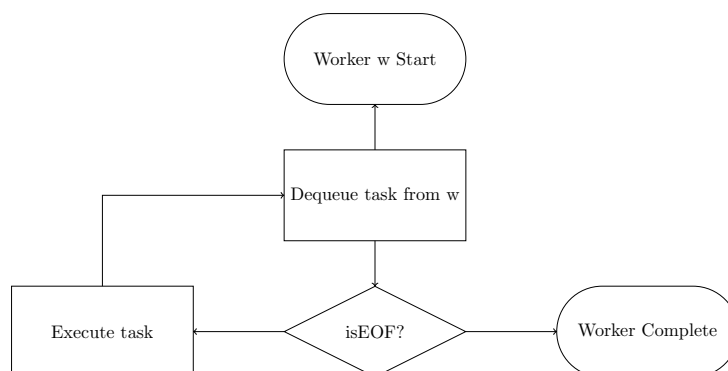 Worker w Start
Dequeue task from w
Execute task
isEOF?
Worker Complete